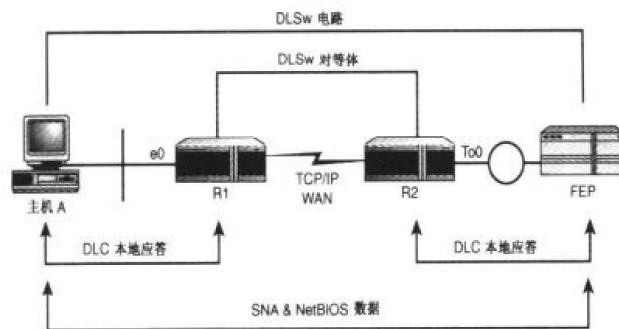 DLSw 电路
DLSw 对等体
e0
To0
主机 A
R1
TCP/IP
WAN
R2
FEP
DLC 本地应答
DLC 本地应答
SNA & NetBIOS 数据